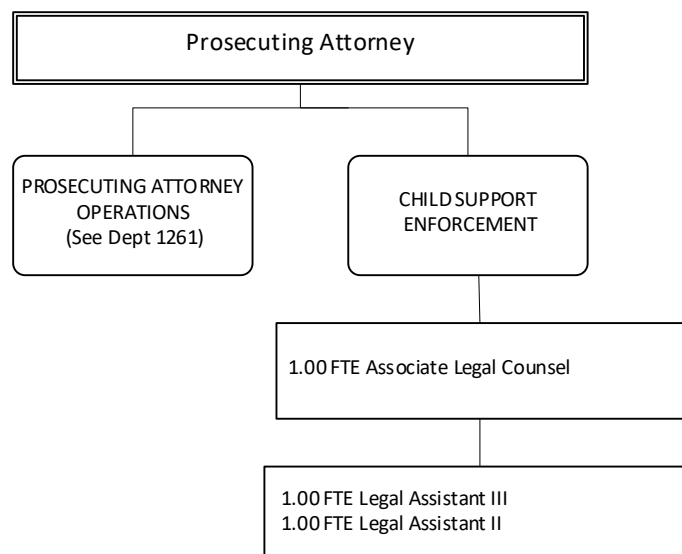 Prosecuting Attorney
PROSECUTING ATTORNEY
OPERATIONS
(See Dept 1261)
CHILD SUPPORT
ENFORCEMENT
1.00 FTE Associate Legal Counsel
1.00 FTE Legal Assistant III
1.00 FTE Legal Assistant II